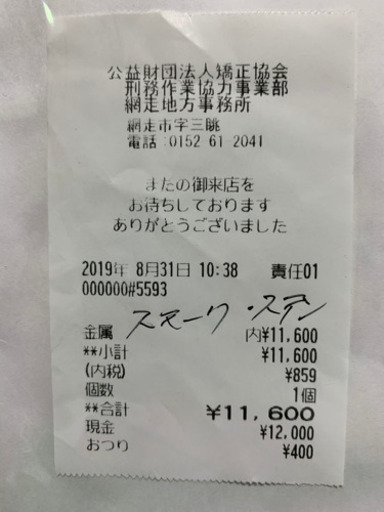 公益財団法人矯正協会
刑務作業協力事業部
網走地方事務所
網走市字三眺
電話:0152 61 2041
またの御来店を
お待ちしております
ありがとうございました
2019年 8月31日 10:38 責任01
000000#5593
スモーク・ステン
金属 内¥11,600
**小計 ¥11,600
(内税) ¥859
個数 1個
**合計 ¥11,600
現金 ¥12,000
おつり ¥400